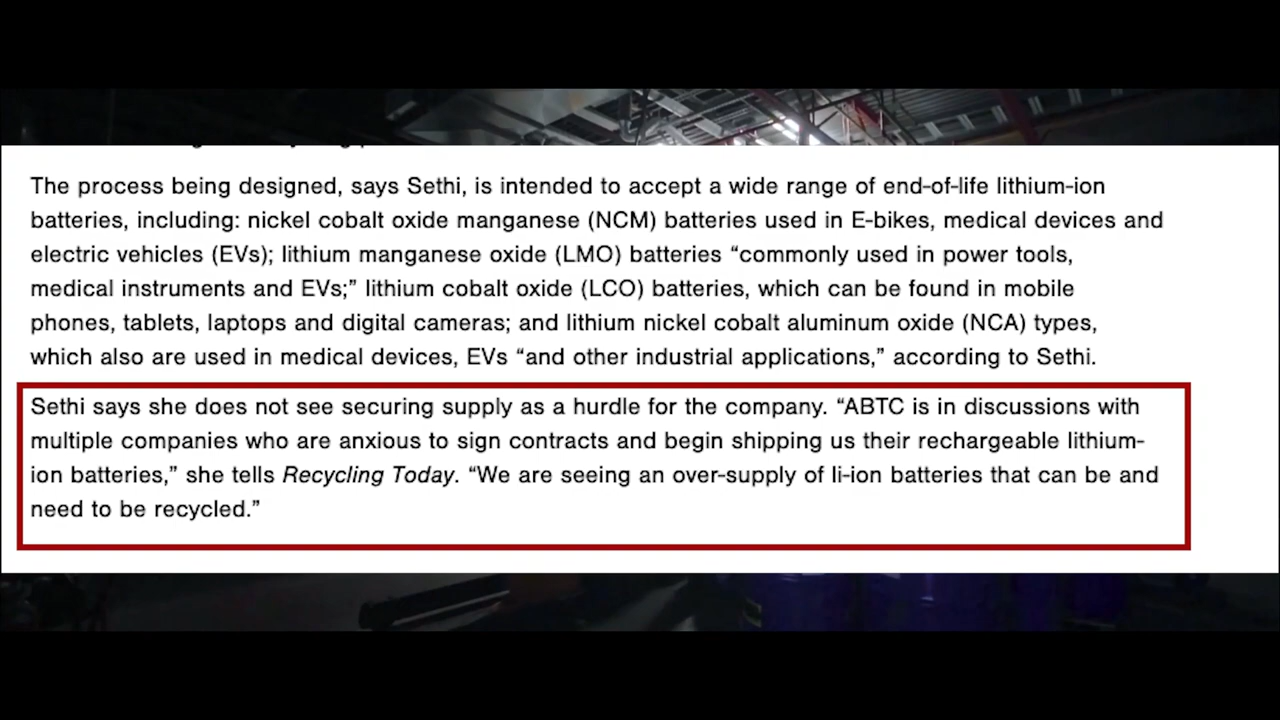 The process being designed, says Sethi, is intended to accept a wide range of end-of-life lithium-ion
batteries, including: nickel cobalt oxide manganese (NCM) batteries used in E-bikes, medical devices and
electric vehicles (EVs); lithium manganese oxide (LMO) batteries “commonly used in power tools,
medical instruments and EVs;” lithium cobalt oxide (LCO) batteries, which can be found in mobile
phones, tablets, laptops and digital cameras; and lithium nickel cobalt aluminum oxide (NCA) types,
which also are used in medical devices, EVs “and other industrial applications,” according to Sethi.
Sethi says she does not see securing supply as a hurdle for the company. “ABTC is in discussions with
multiple companies who are anxious to sign contracts and begin shipping us their rechargeable lithium-
ion batteries,” she tells Recycling Today. “We are seeing an over-supply of li-ion batteries that can be and
need to be recycled.”